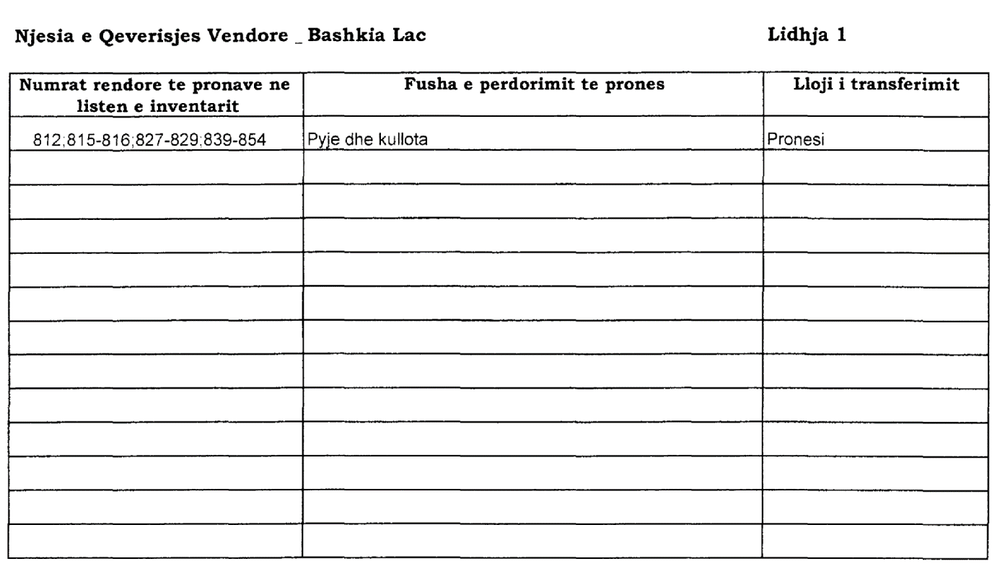 Njesia e Qeverisjes Vendore _ Bashkia Lac
Lidhja 1
Numrat rendore te pronave ne
listen e inventarit
Fusha e perdorimit te prones
Lloji i transferimit
812;815-816;827-829;839-854
Pyje dhe kullota
Pronesi